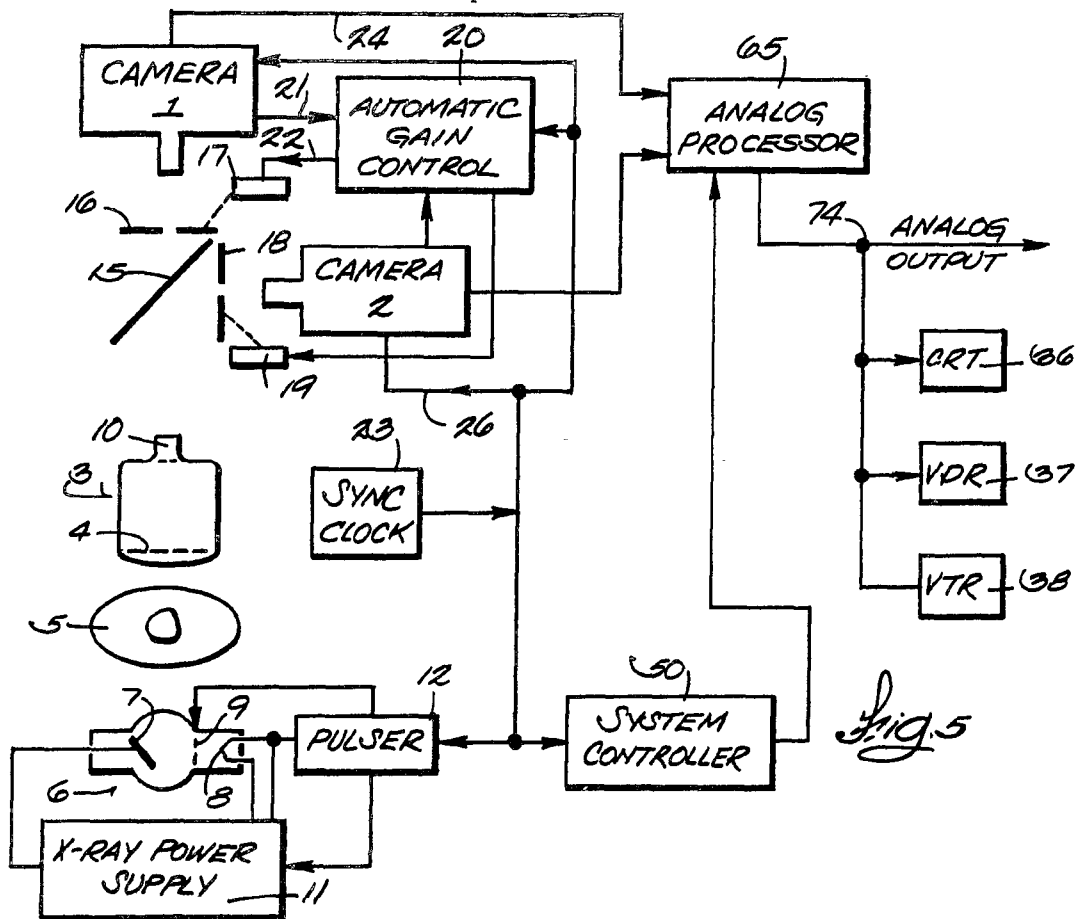 24
20
65
CAMERA
1
21
AUTOMATIC
GAIN
CONTROL
ANALOG
PROCESSOR
22
17
16
18
74
ANALOG
OUTPUT
15
CAMERA
2
19
CRT
36
26
10
23
3
SYNC
CLOCK
VDR
37
4
VTR
38
5
50
7
9
12
PULSER
SYSTEM
CONTROLLER
Fig. 5
6
8
X-RAY POWER
SUPPLY
11